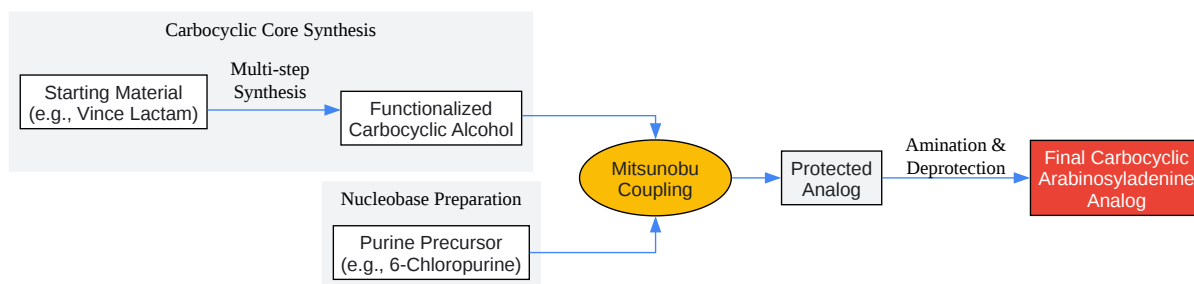 Carbocyclic Core Synthesis
Starting Material
(e.g., Vince Lactam)
Multi-step
Synthesis
Functionalized
Carbocyclic Alcohol
Nucleobase Preparation
Purine Precursor
(e.g., 6-Chloropurine)
Mitsunobu
Coupling
Protected
Analog
Amination &
Deprotection
Final Carbocyclic
Arabinosyladenine
Analog